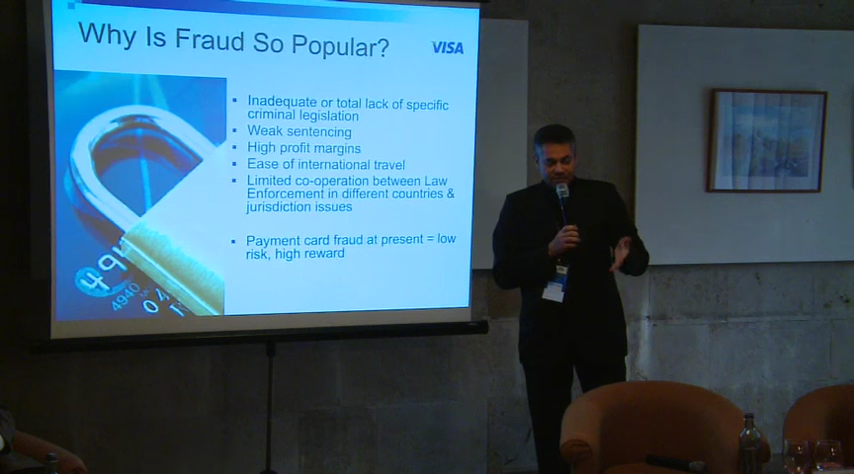 Why Is Fraud So Popular?
VISA
▪ Inadequate or total lack of specific
criminal legislation
▪ Weak sentencing
▪ High profit margins
▪ Ease of international travel
▪ Limited co-operation between Law
Enforcement in different countries &
jurisdiction issues
▪ Payment card fraud at present = low
risk, high reward
4940